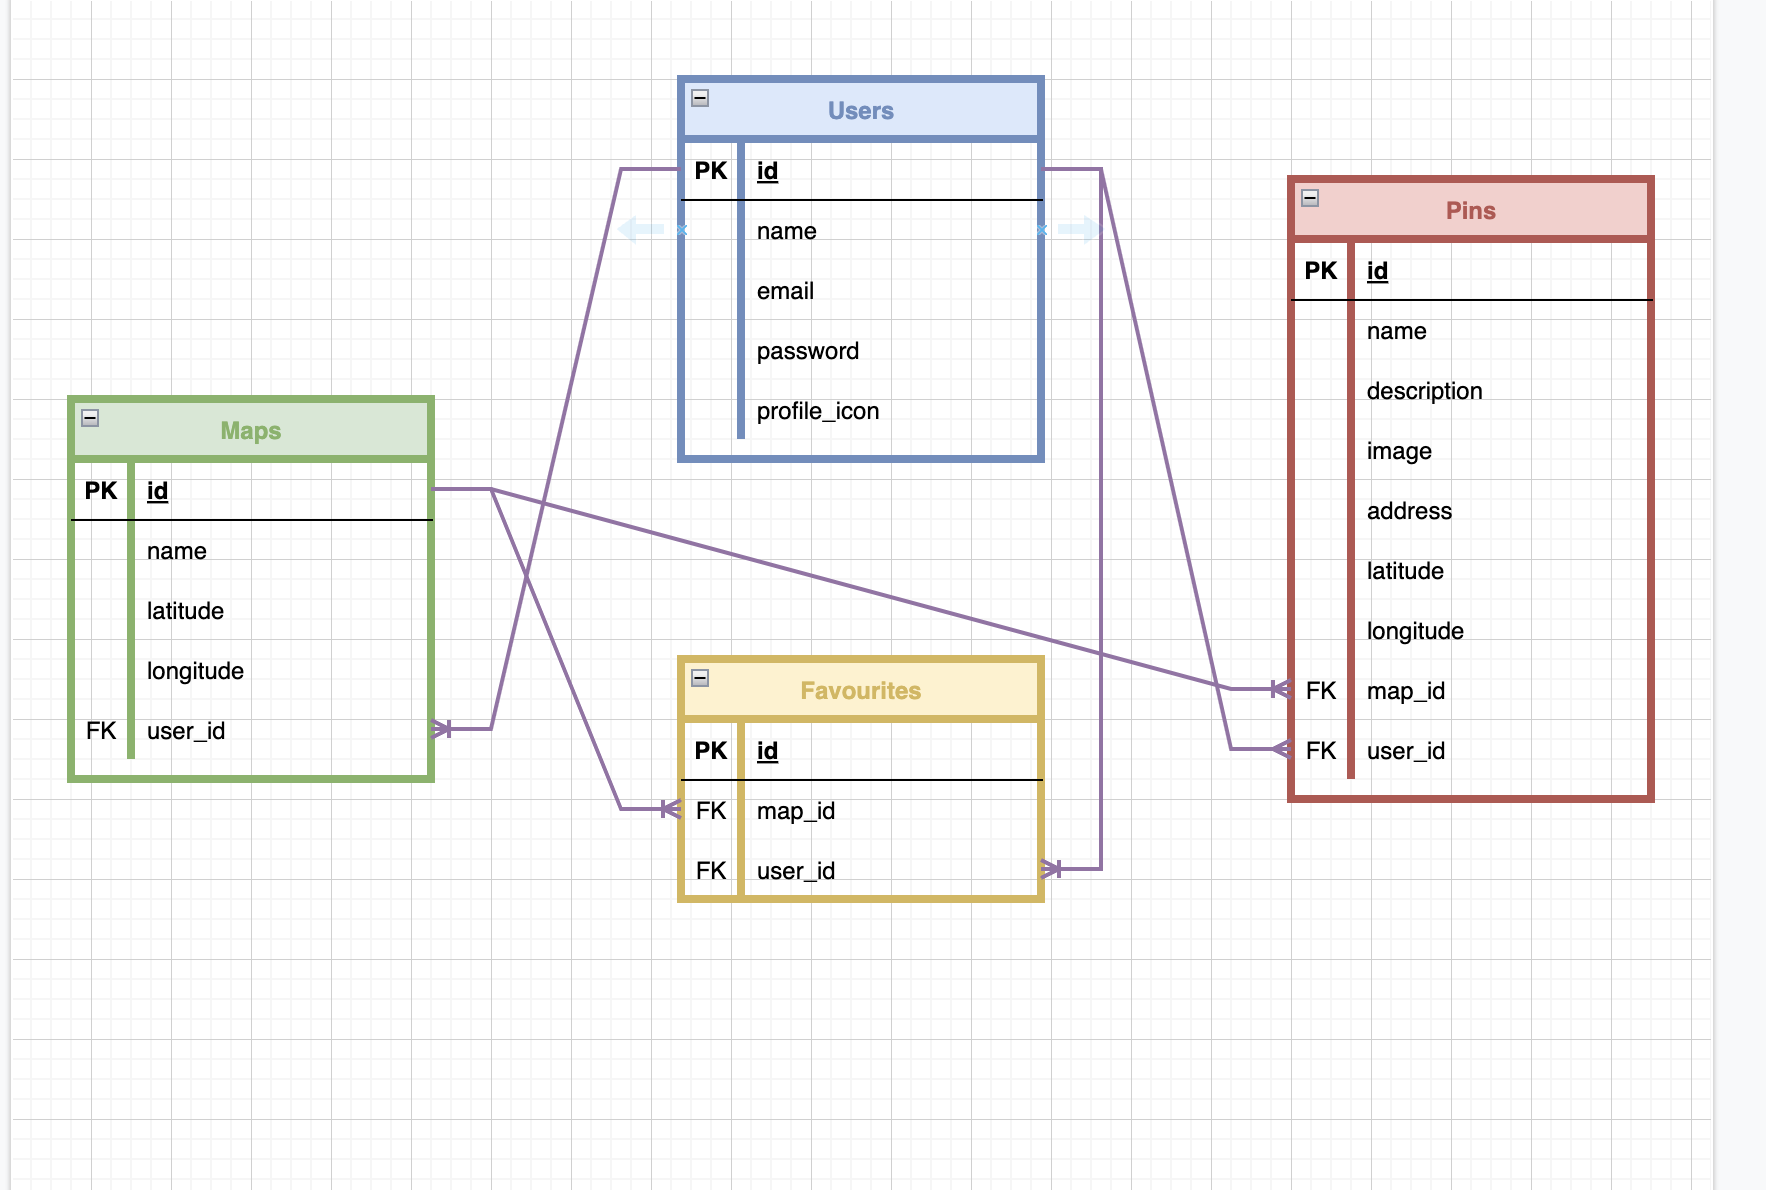 Users
PK id
name
email
password
profile_icon
Pins
PK id
name
description
image
address
latitude
longitude
FK map_id
FK user_id
Maps
PK id
name
latitude
longitude
FK user_id
Favourites
PK id
FK map_id
FK user_id